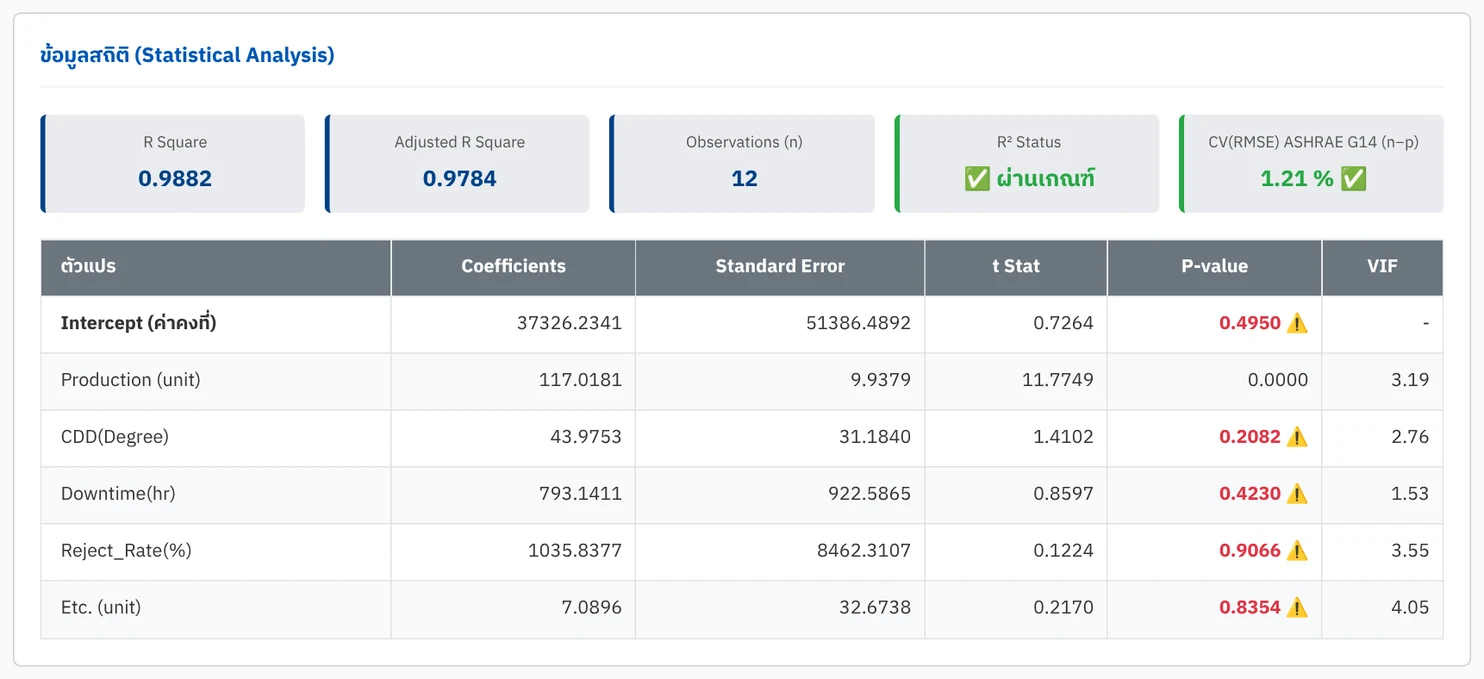 ข้อมูลสถิติ (Statistical Analysis)
R Square
0.9882
Adjusted R Square
0.9784
Observations (n)
12
R² Status
✅ ผ่านเกณฑ์
CV(RMSE) ASHRAE G14 (n−p)
1.21 % ✅
ตัวแปร Coefficients Standard Error t Stat P-value VIF
Intercept (ค่าคงที่) 37326.2341 51386.4892 0.7264 0.4950 ⚠️ -
Production (unit) 117.0181 9.9379 11.7749 0.0000 3.19
CDD(Degree) 43.9753 31.1840 1.4102 0.2082 ⚠️ 2.76
Downtime(hr) 793.1411 922.5865 0.8597 0.4230 ⚠️ 1.53
Reject_Rate(%) 1035.8377 8462.3107 0.1224 0.9066 ⚠️ 3.55
Etc. (unit) 7.0896 32.6738 0.2170 0.8354 ⚠️ 4.05